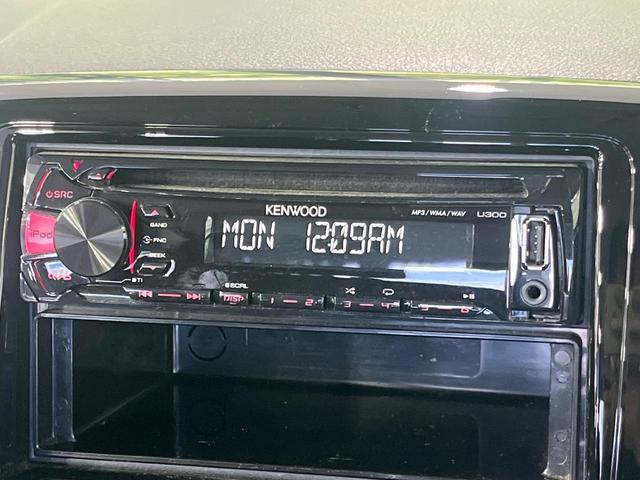 KENWOOD
MP3/WMA/WAV
U300
SRC
iPod
BAND
FNC
SEEK
MON 12:09AM
SCRL
DISP
1 2 3 4 5 6